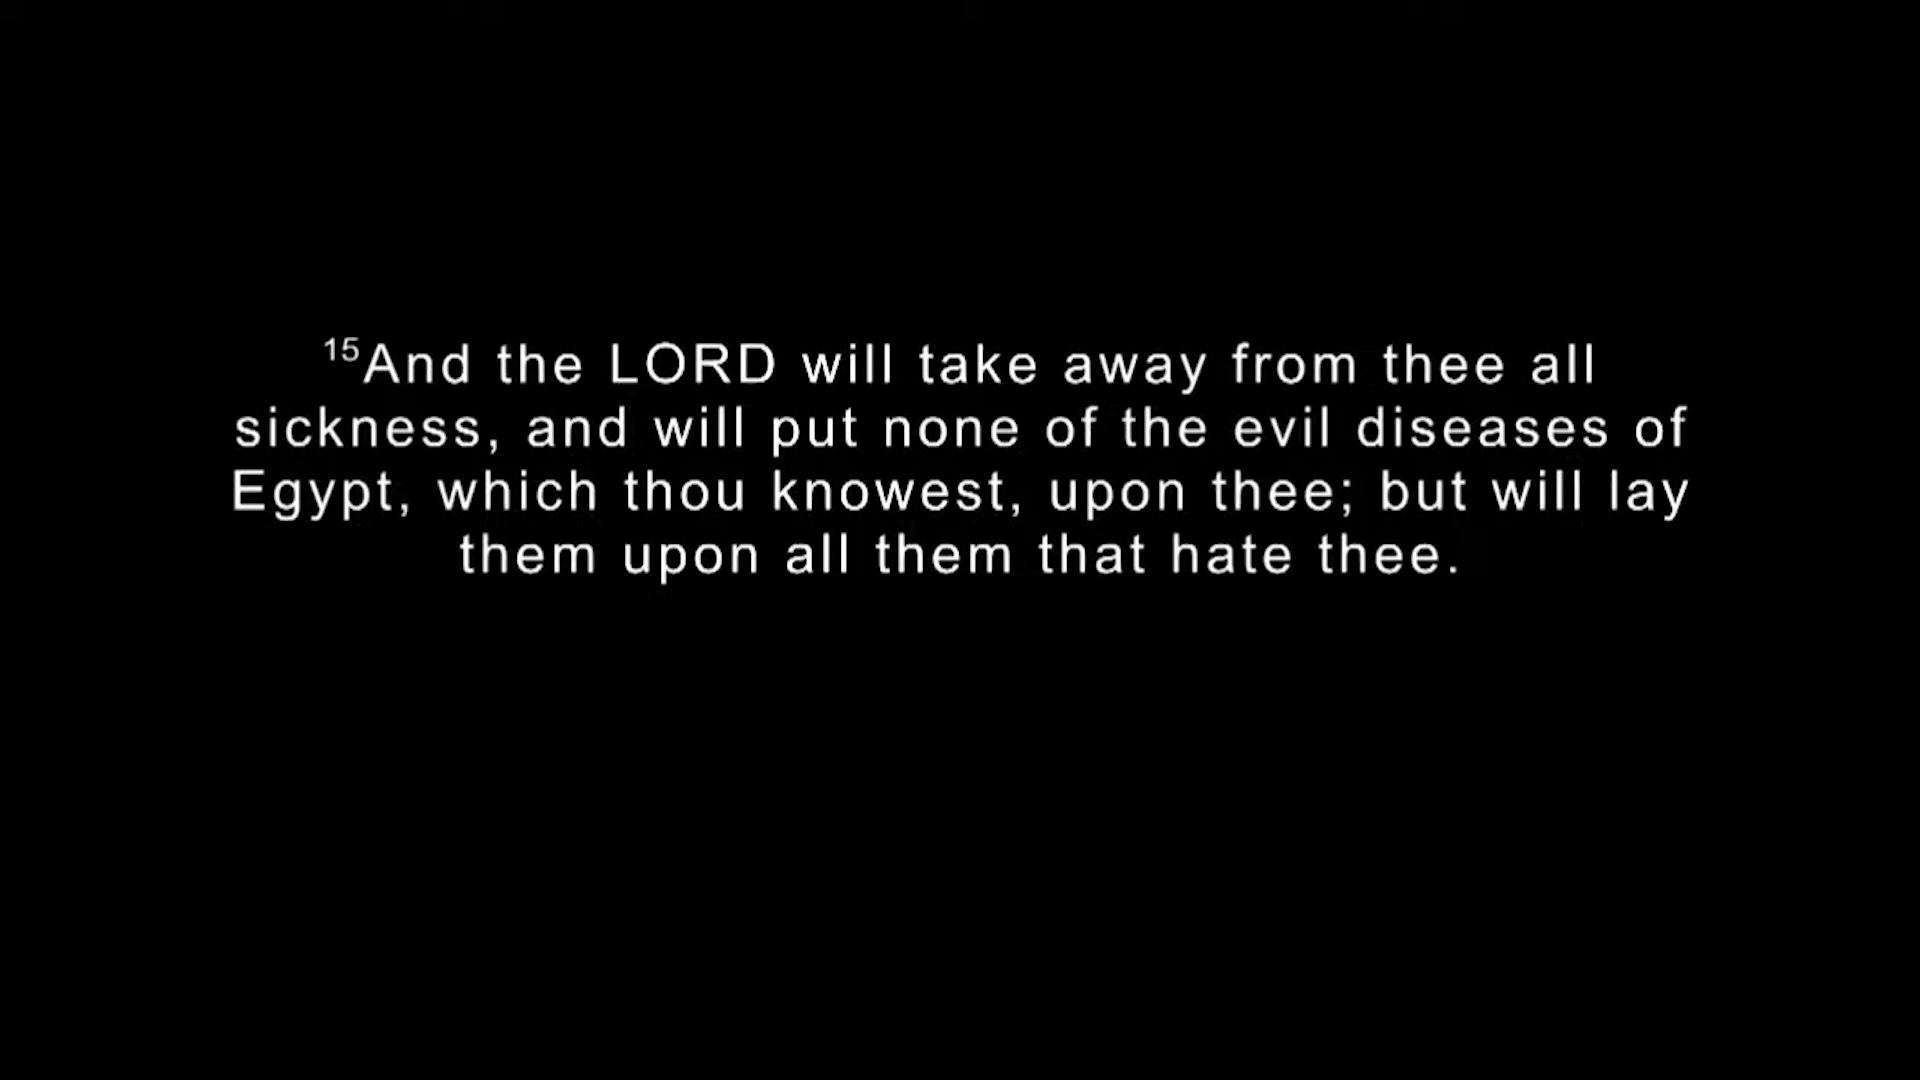 15And the LORD will take away from thee all
sickness, and will put none of the evil diseases of
Egypt, which thou knowest, upon thee; but will lay
them upon all them that hate thee.